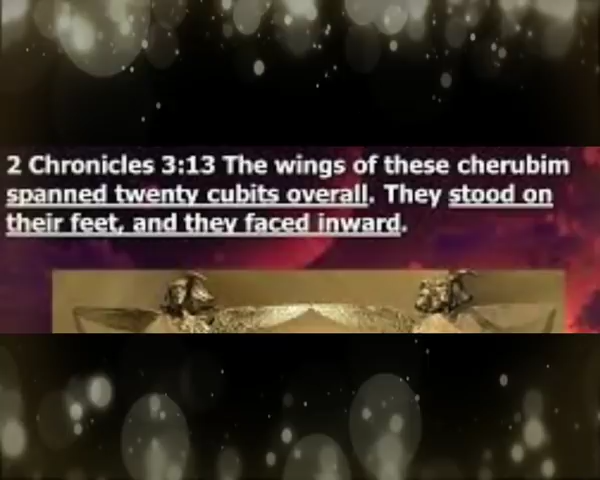 2 Chronicles 3:13 The wings of these cherubim
spanned twenty cubits overall. They stood on
their feet, and they faced inward.